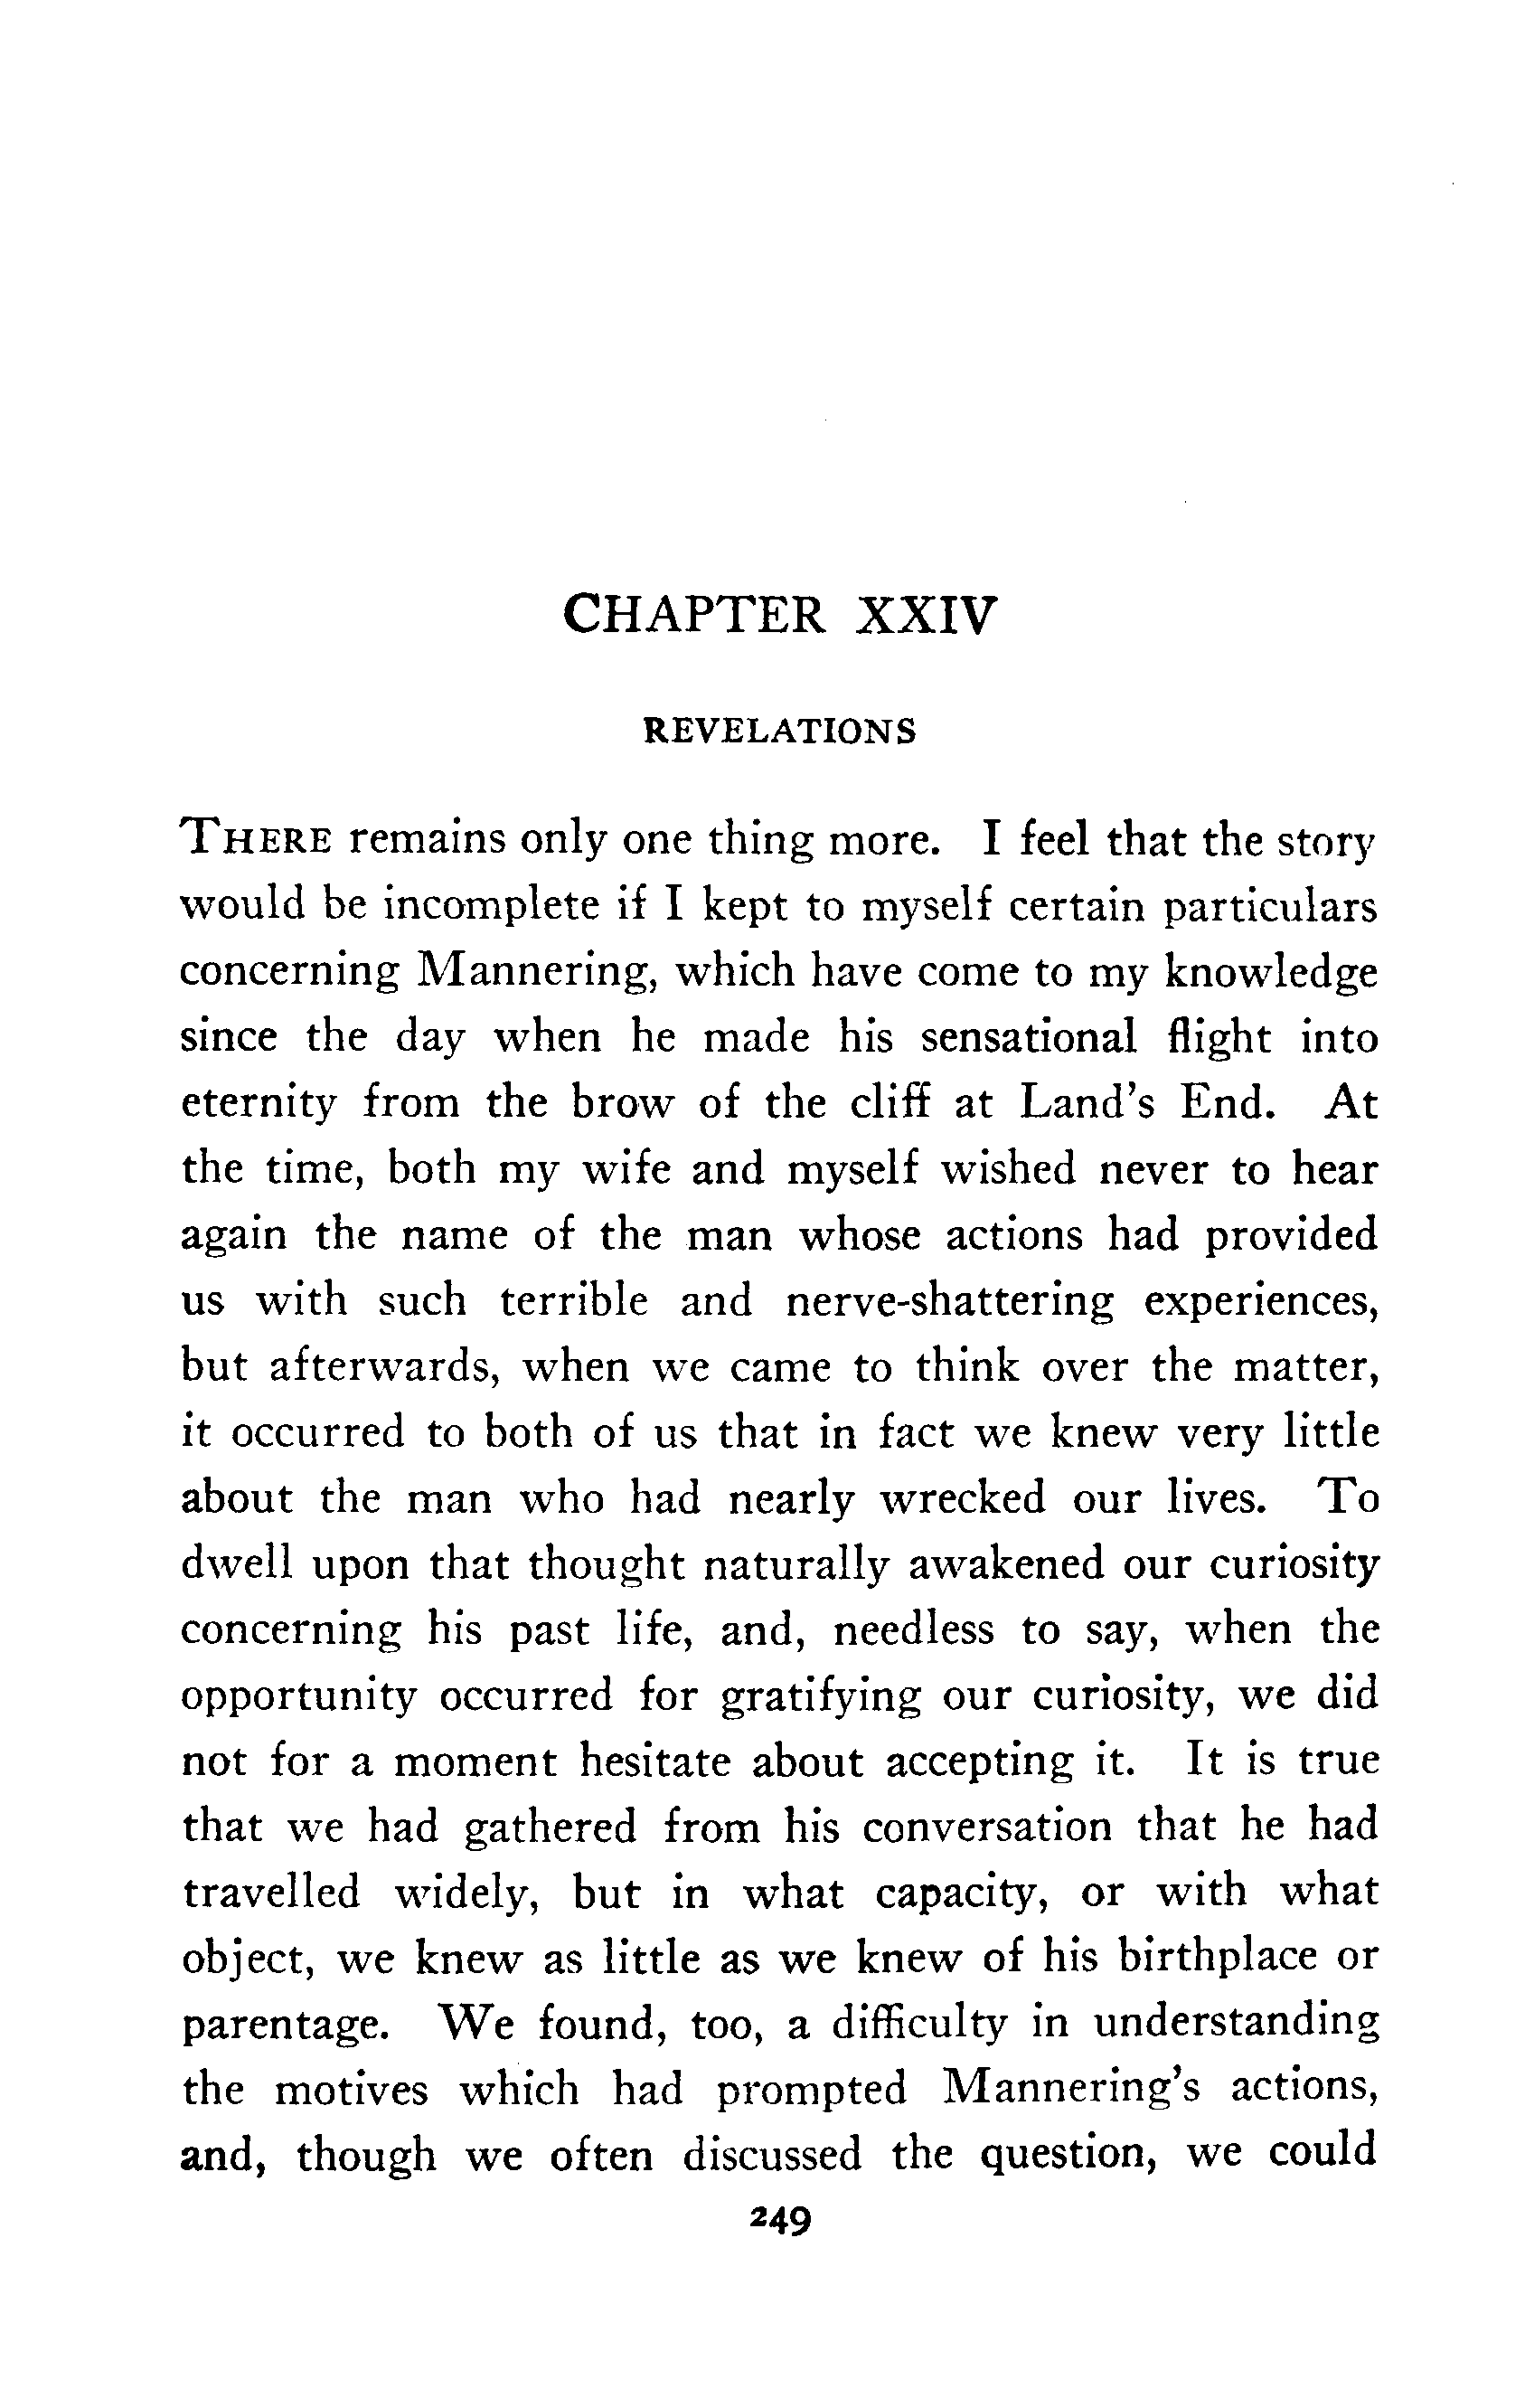 CHAPTER XXIV
REVELATIONS
THERE remains only one thing more. I feel that the story
would be incomplete if I kept to myself certain particulars
concerning Mannering, which have come to my knowledge
since the day when he made his sensational flight into
eternity from the brow of the cliff at Land's End. At
the time, both my wife and myself wished never to hear
again the name of the man whose actions had provided
us with such terrible and nerve-shattering experiences,
but afterwards, when we came to think over the matter,
it occurred to both of us that in fact we knew very little
about the man who had nearly wrecked our lives. To
dwell upon that thought naturally awakened our curiosity
concerning his past life, and, needless to say, when the
opportunity occurred for gratifying our curiosity, we did
not for a moment hesitate about accepting it. It is true
that we had gathered from his conversation that he had
travelled widely, but in what capacity, or with what
object, we knew as little as we knew of his birthplace or
parentage. We found, too, a difficulty in understanding
the motives which had prompted Mannering's actions,
and, though we often discussed the question, we could
249